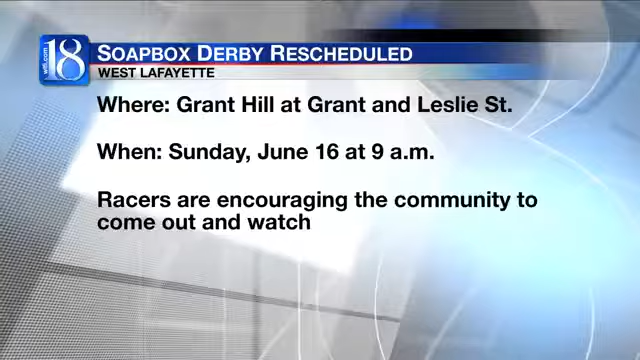 SOAPBOX DERBY RESCHEDULED
wlfi.com
18
WEST LAFAYETTE
Where: Grant Hill at Grant and Leslie St.
When: Sunday, June 16 at 9 a.m.
Racers are encouraging the community to
come out and watch